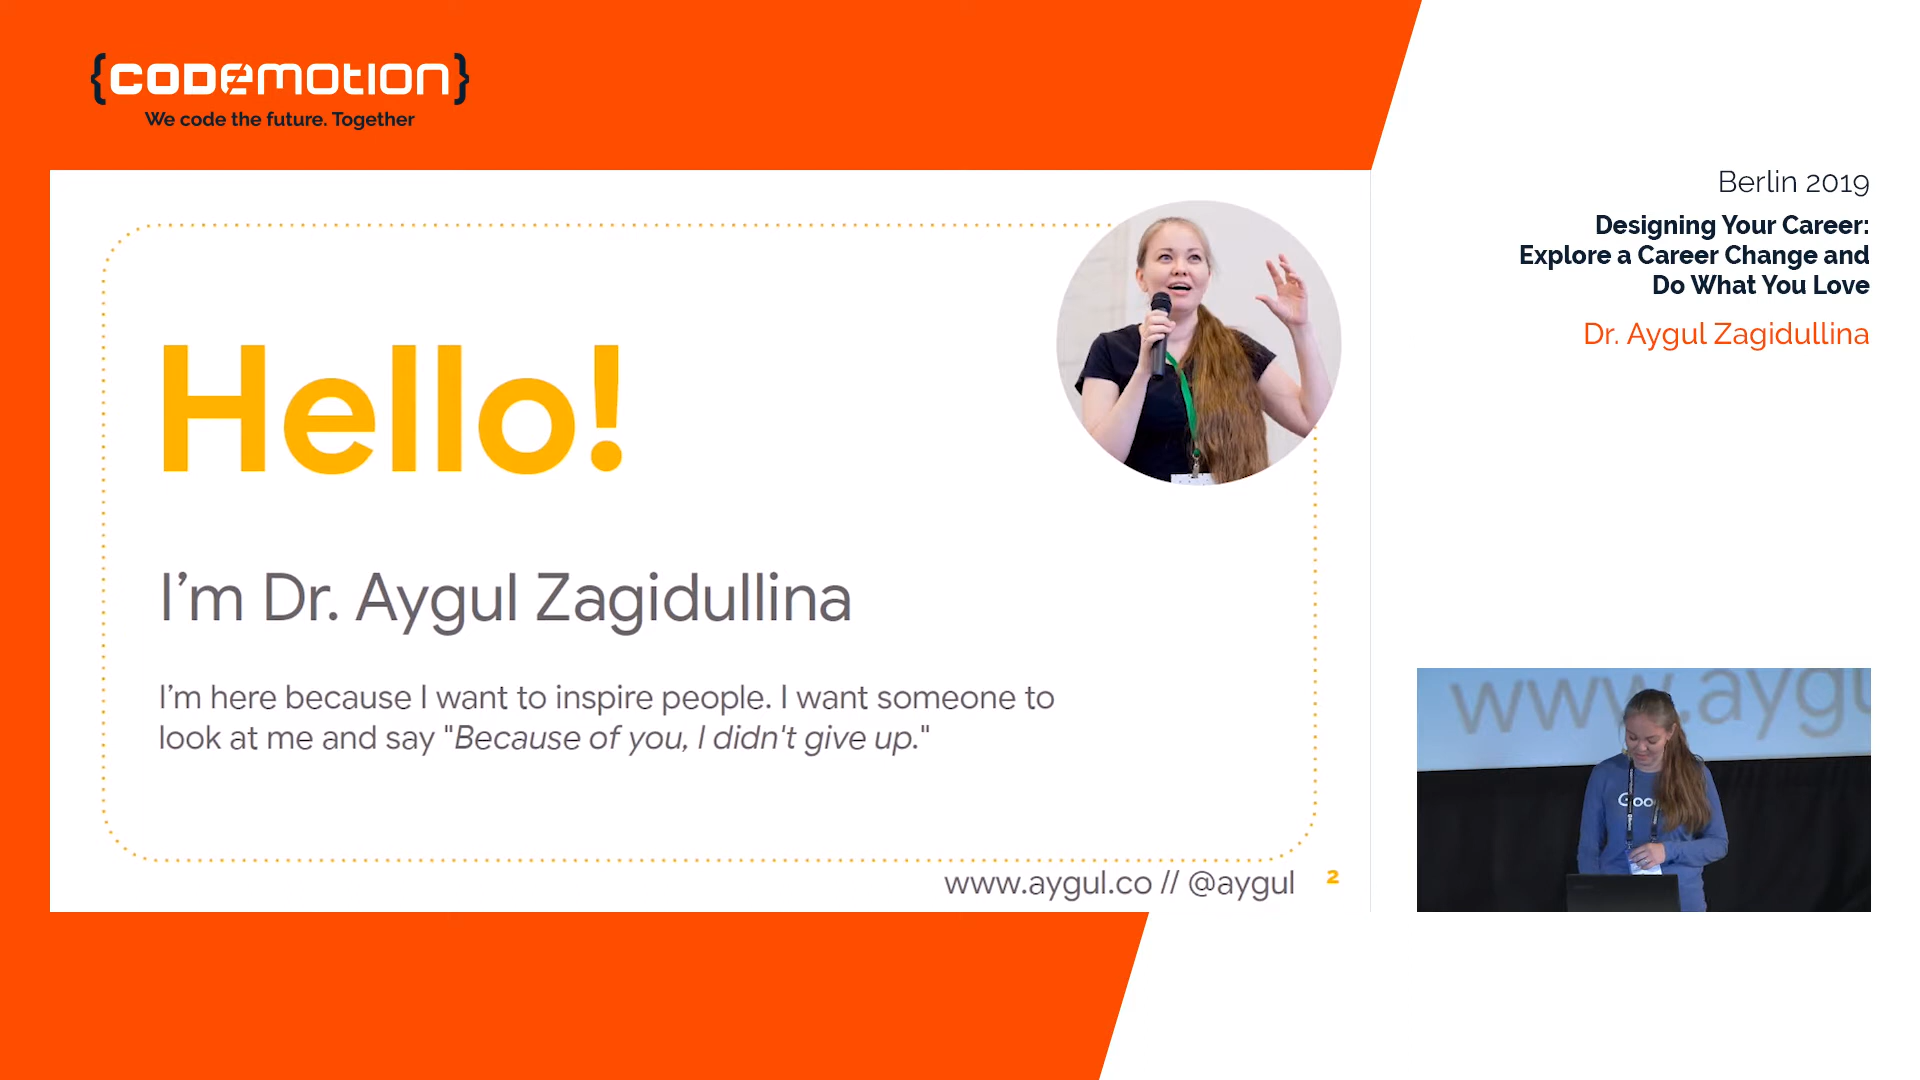 {CODEMOTION}
We code the future. Together
Berlin 2019
Designing Your Career:
Explore a Career Change and
Do What You Love
Dr. Aygul Zagidullina
Hello!
I’m Dr. Aygul Zagidullina
I’m here because I want to inspire people. I want someone to
look at me and say "Because of you, I didn't give up."
www.aygul.co // @aygul
2